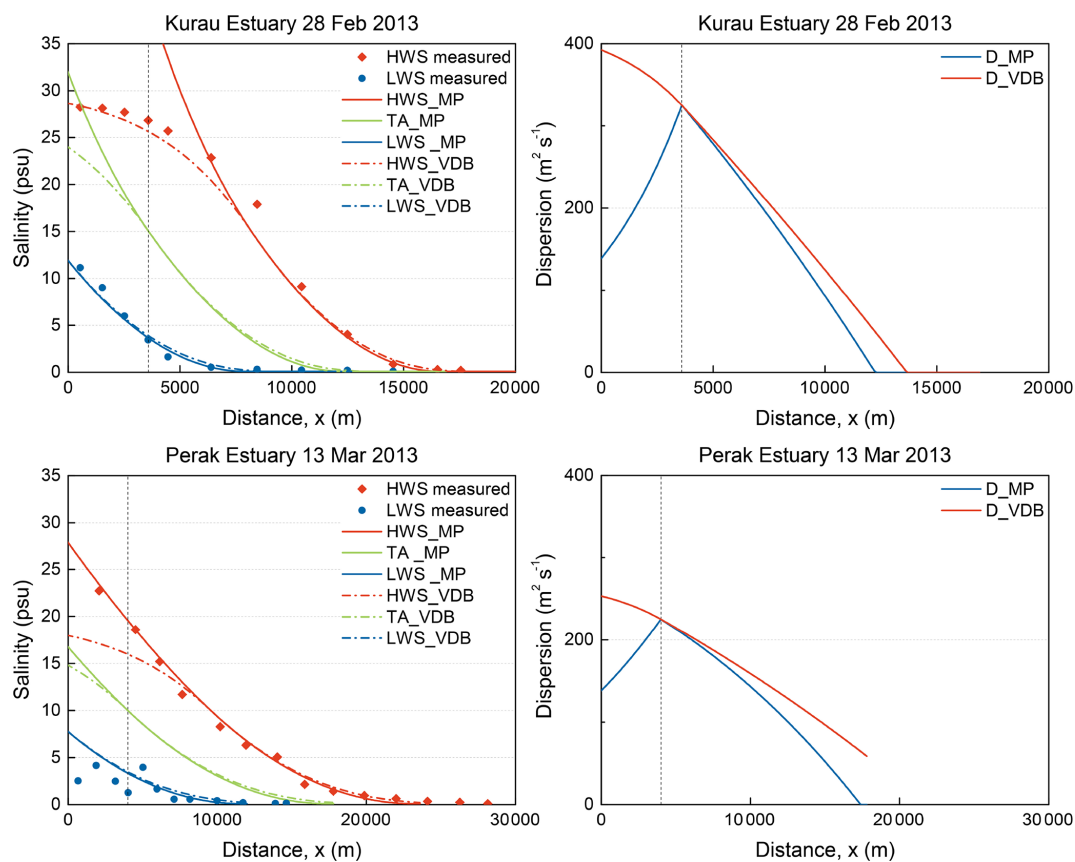 Kurau Estuary 28 Feb 2013
35
30
25
20
15
10
5
0
Salinity (psu)
HWS measured
LWS measured
HWS_MP
TA_MP
LWS _MP
HWS_VDB
TA_VDB
LWS_VDB
0 5000 10000 15000 20000
Distance, x (m)
Kurau Estuary 28 Feb 2013
400
200
0
Dispersion (m² s⁻¹)
D_MP
D_VDB
0 5000 10000 15000 20000
Distance, x (m)
Perak Estuary 13 Mar 2013
35
30
25
20
15
10
5
0
Salinity (psu)
HWS measured
LWS measured
HWS_MP
TA _MP
LWS _MP
HWS_VDB
TA_VDB
LWS_VDB
0 10000 20000 30000
Distance, x (m)
Perak Estuary 13 Mar 2013
400
200
0
Dispersion (m² s⁻¹)
D_MP
D_VDB
0 10000 20000 30000
Distance, x (m)